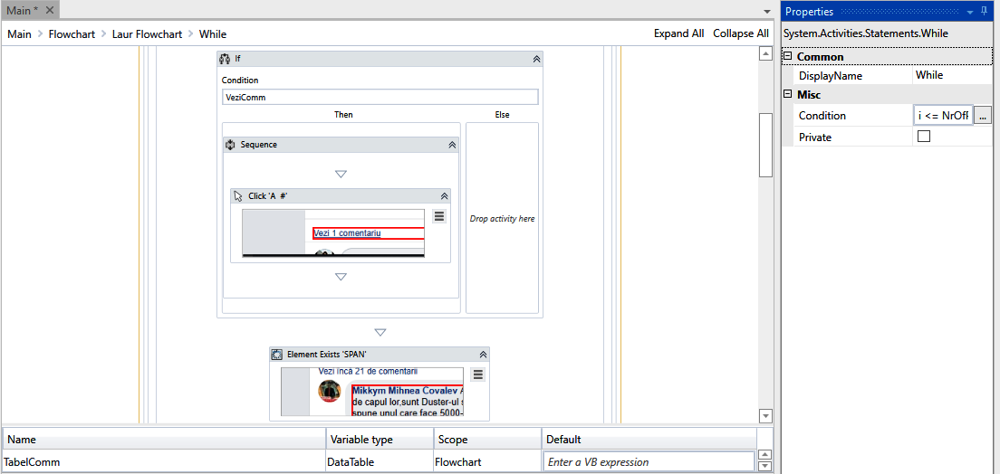 Main *
Main Flowchart Laur Flowchart While
Expand All Collapse All
If
Condition
VeziComm
Then
Else
Sequence
Click 'A #'
Vezi 1 comentariu
Drop activity here
Element Exists 'SPAN'
Vezi încă 21 de comentarii
Mikkym Mihnea Covalev
de capul lor,sunt Duster-ul
spune unul care face 5000-
Name Variable type Scope Default
TabelComm DataTable Flowchart Enter a VB expression
Properties
System.Activities.Statements.While
Common
DisplayName While
Misc
Condition i <= NrOff ...
Private